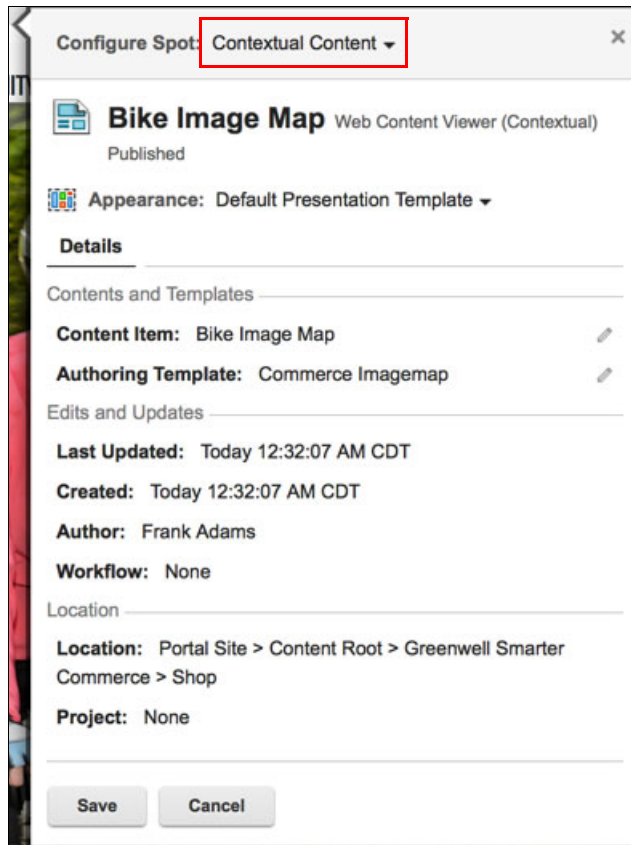 Configure Spot: Contextual Content
IT
Bike Image Map Web Content Viewer (Contextual)
Published
Appearance: Default Presentation Template
Details
Contents and Templates
Content Item: Bike Image Map
Authoring Template: Commerce Imagemap
Edits and Updates
Last Updated: Today 12:32:07 AM CDT
Created: Today 12:32:07 AM CDT
Author: Frank Adams
Workflow: None
Location
Location: Portal Site > Content Root > Greenwell Smarter
Commerce > Shop
Project: None
Save Cancel